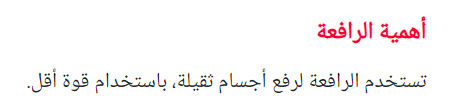 أهمية الرافعة
تستخدم الرافعة لرفع أجسام ثقيلة، باستخدام قوة أقل.